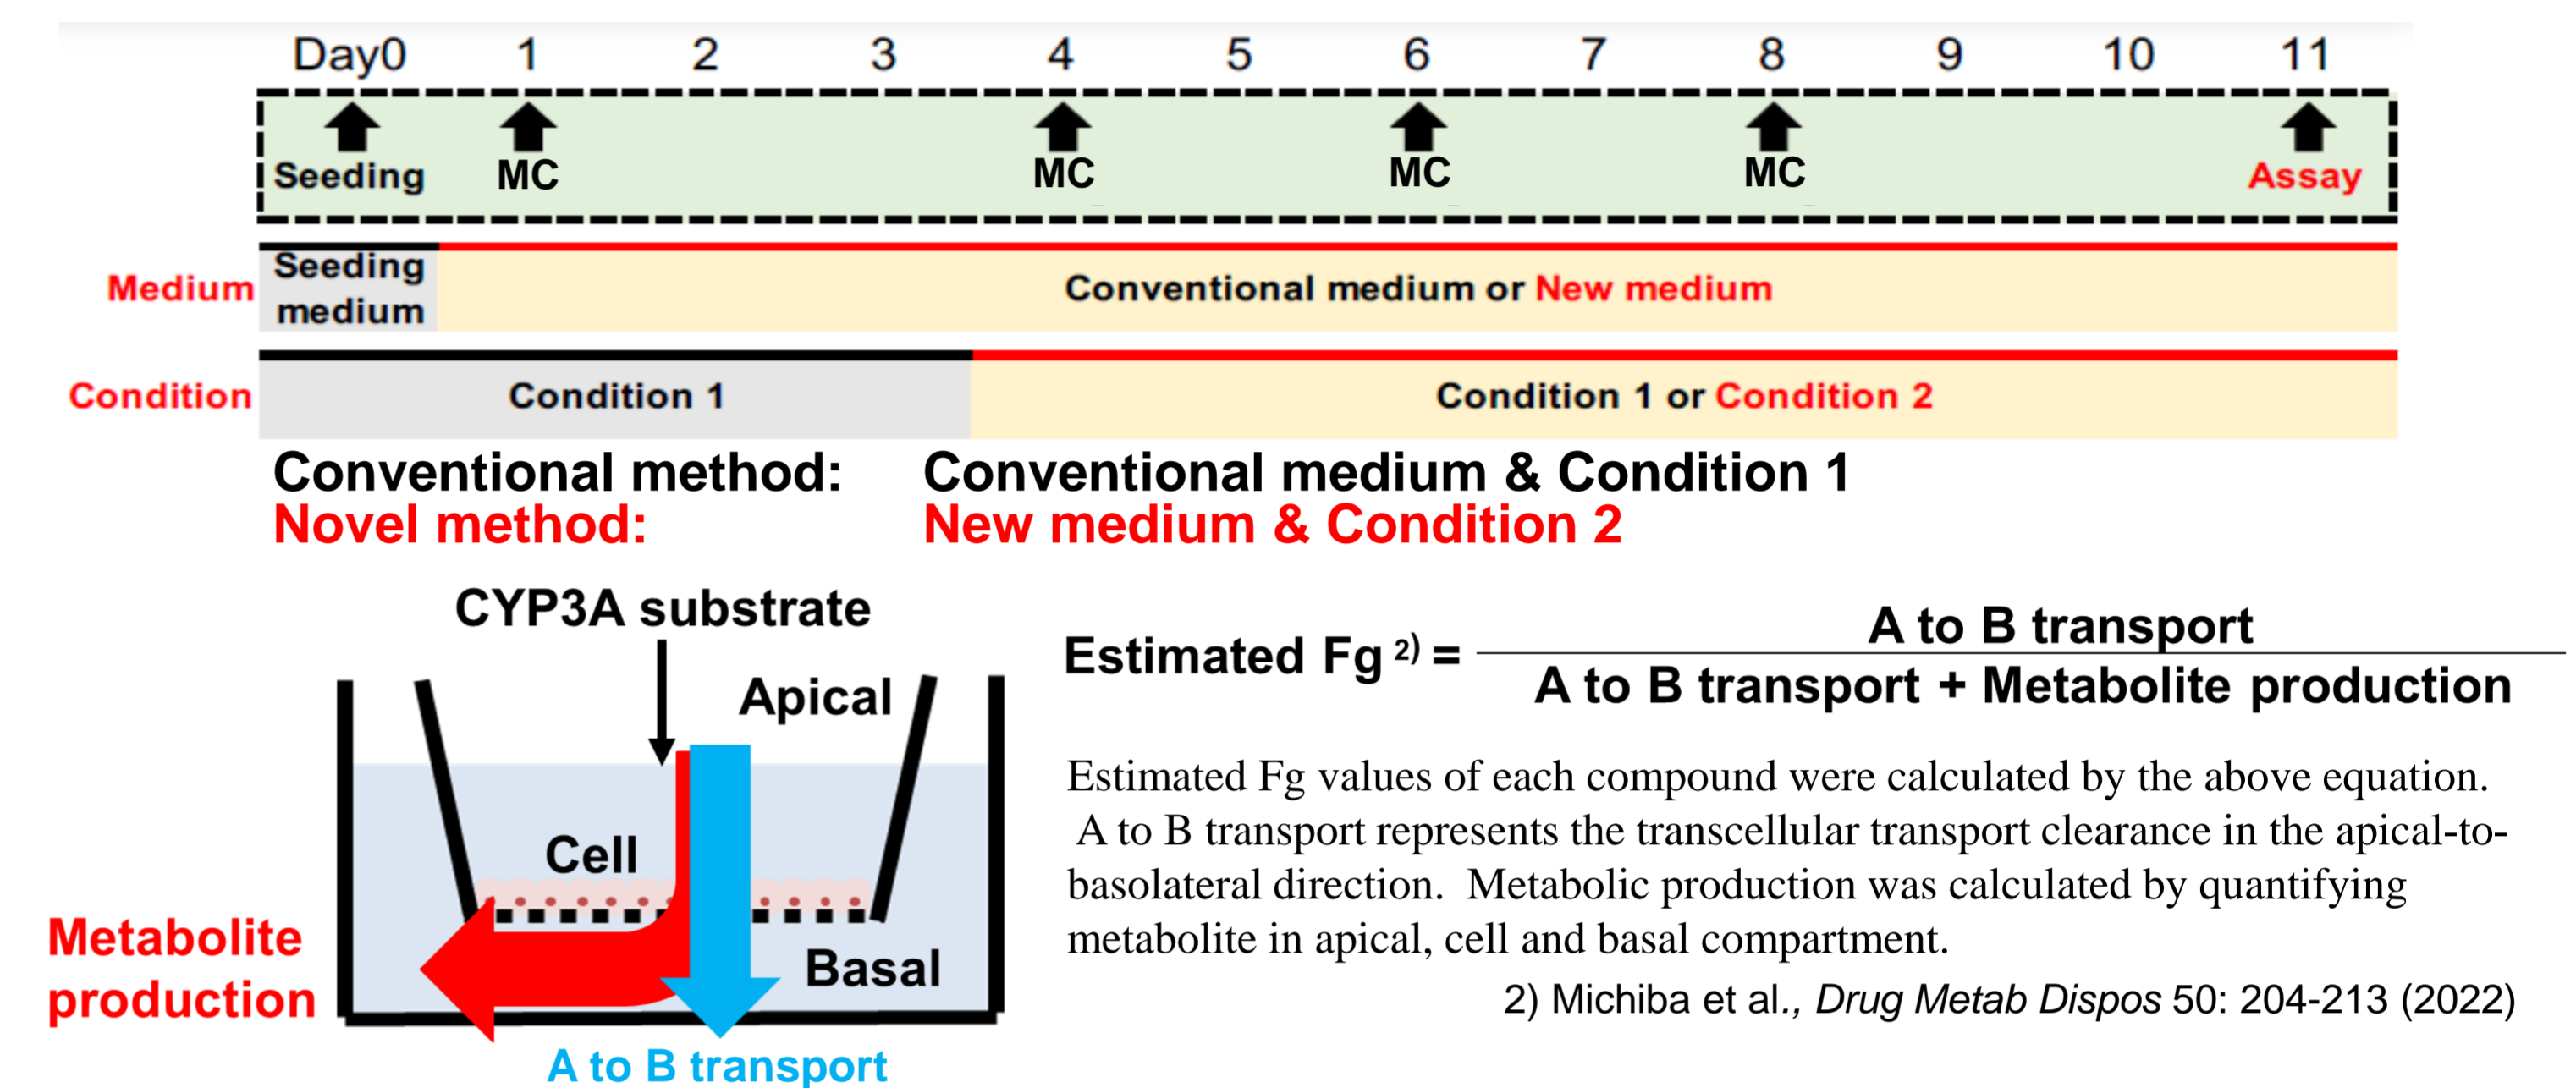 Day0 1 2 3 4 5 6 7 8 9 10 11
Seeding MC MC MC MC Assay
Medium
Seeding
medium
Conventional medium or New medium
Condition
Condition 1
Condition 1 or Condition 2
Conventional method: Conventional medium & Condition 1
Novel method: New medium & Condition 2
CYP3A substrate
Apical
Cell
Basal
Metabolite
production
A to B transport
Estimated Fg 2) =
A to B transport
A to B transport + Metabolite production
Estimated Fg values of each compound were calculated by the above equation.
A to B transport represents the transcellular transport clearance in the apical-to-
basolateral direction. Metabolic production was calculated by quantifying
metabolite in apical, cell and basal compartment.
2) Michiba et al., Drug Metab Dispos 50: 204-213 (2022)